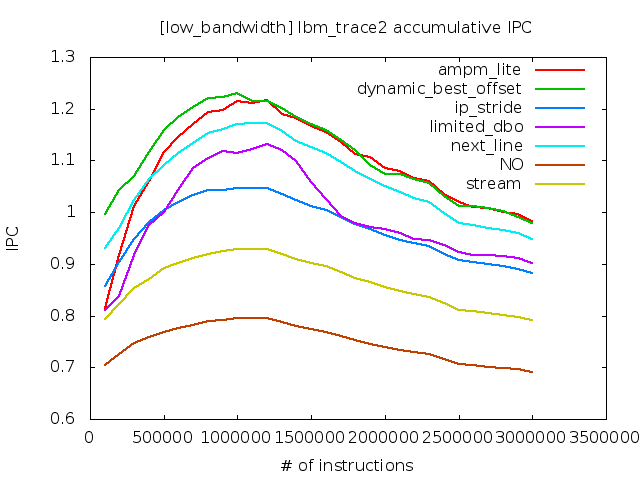 [low_bandwidth] lbm_trace2 accumulative IPC
1.3
1.2
1.1
1
0.9
0.8
0.7
0.6
IPC
ampm_lite
dynamic_best_offset
ip_stride
limited_dbo
next_line
NO
stream
0 500000 1000000 1500000 2000000 2500000 3000000 3500000
# of instructions